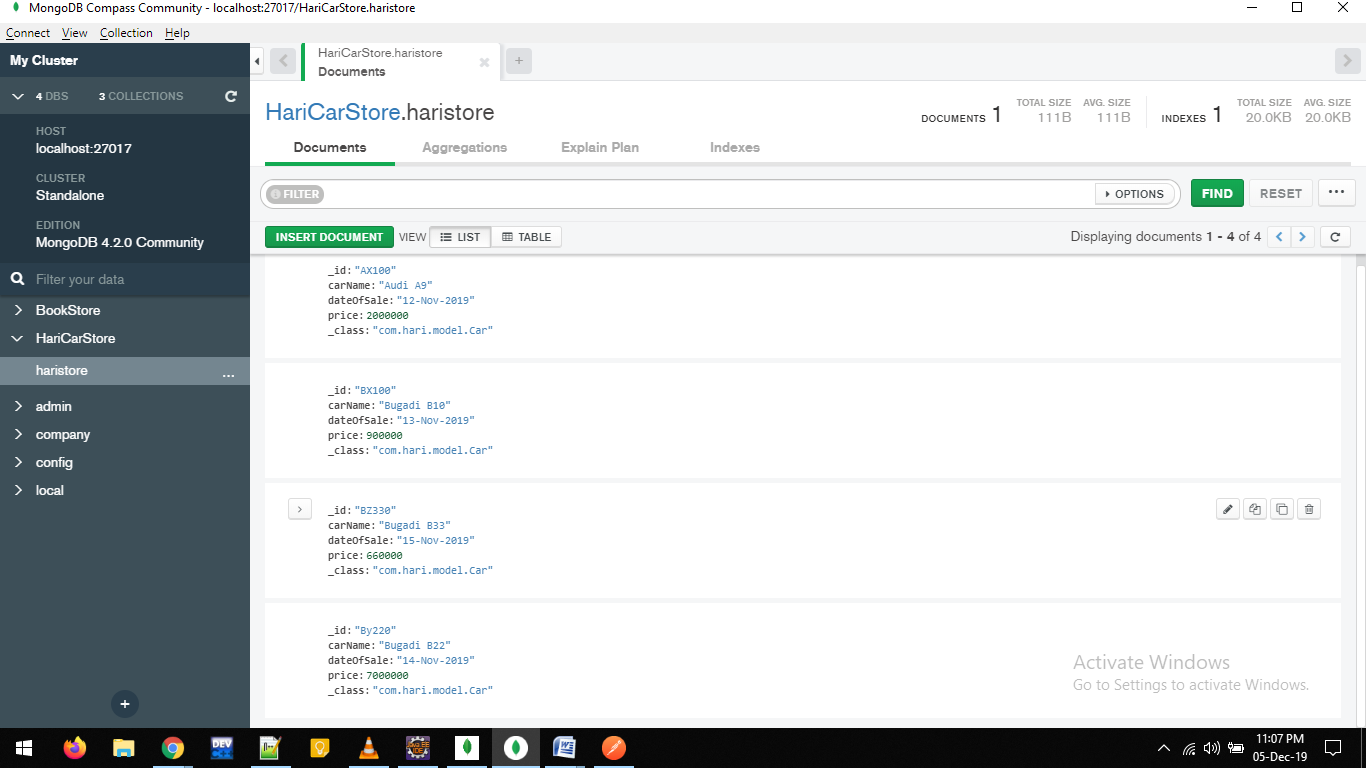 MongoDB Compass Community - localhost:27017/HariCarStore.haristore
Connect View Collection Help
My Cluster
4 DBS 3 COLLECTIONS
HOST
localhost:27017
CLUSTER
Standalone
EDITION
MongoDB 4.2.0 Community
Filter your data
BookStore
HariCarStore
haristore ...
admin
company
config
local
+
HariCarStore.haristore
Documents
+
HariCarStore.haristore
DOCUMENTS 1 TOTAL SIZE 111B AVG. SIZE 111B INDEXES 1 TOTAL SIZE 20.0KB AVG. SIZE 20.0KB
Documents Aggregations Explain Plan Indexes
FILTER OPTIONS FIND RESET ...
INSERT DOCUMENT VIEW LIST TABLE Displaying documents 1 - 4 of 4
_id: "AX100"
carName: "Audi A9"
dateOfSale: "12-Nov-2019"
price: 2000000
_class: "com.hari.model.Car"
_id: "BX100"
carName: "Bugadi B10"
dateOfSale: "13-Nov-2019"
price: 900000
_class: "com.hari.model.Car"
_id: "BZ330"
carName: "Bugadi B33"
dateOfSale: "15-Nov-2019"
price: 660000
_class: "com.hari.model.Car"
_id: "By220"
carName: "Bugadi B22"
dateOfSale: "14-Nov-2019"
price: 7000000
_class: "com.hari.model.Car"
Activate Windows
Go to Settings to activate Windows.
DEV
11:07 PM
05-Dec-19